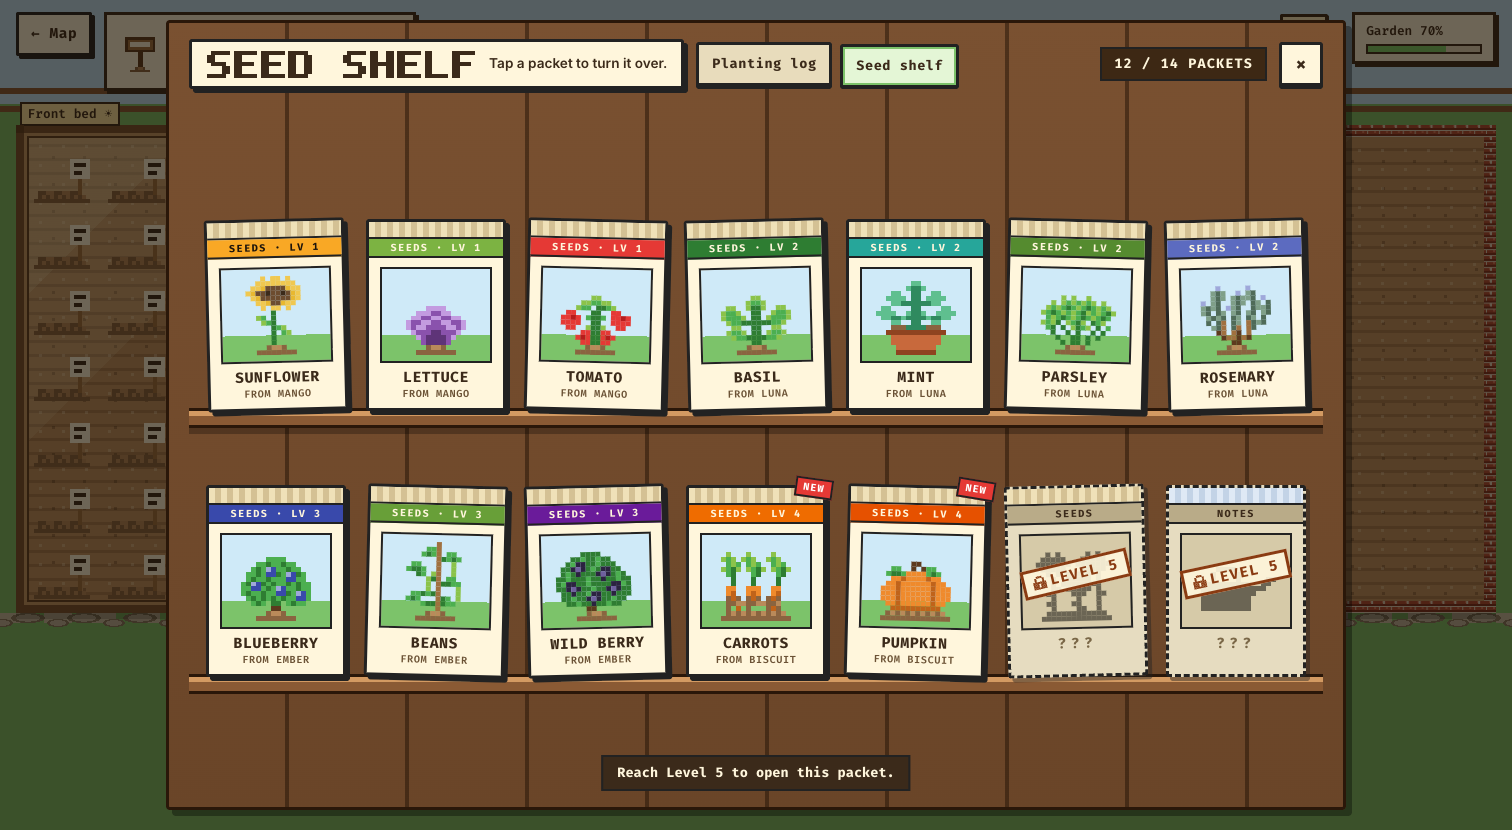 ← Map
SEED SHELF
Tap a packet to turn it over.
Planting log
Seed shelf
12 / 14 PACKETS
×
Garden 70%
Front bed ☀
SEEDS · LV 1
SUNFLOWER
FROM MANGO
SEEDS · LV 1
LETTUCE
FROM MANGO
SEEDS · LV 1
TOMATO
FROM MANGO
SEEDS · LV 2
BASIL
FROM LUNA
SEEDS · LV 2
MINT
FROM LUNA
SEEDS · LV 2
PARSLEY
FROM LUNA
SEEDS · LV 2
ROSEMARY
FROM LUNA
SEEDS · LV 3
BLUEBERRY
FROM EMBER
SEEDS · LV 3
BEANS
FROM EMBER
SEEDS · LV 3
WILD BERRY
FROM EMBER
NEW
SEEDS · LV 4
CARROTS
FROM BISCUIT
NEW
SEEDS · LV 4
PUMPKIN
FROM BISCUIT
SEEDS
LEVEL 5
???
NOTES
LEVEL 5
???
Reach Level 5 to open this packet.